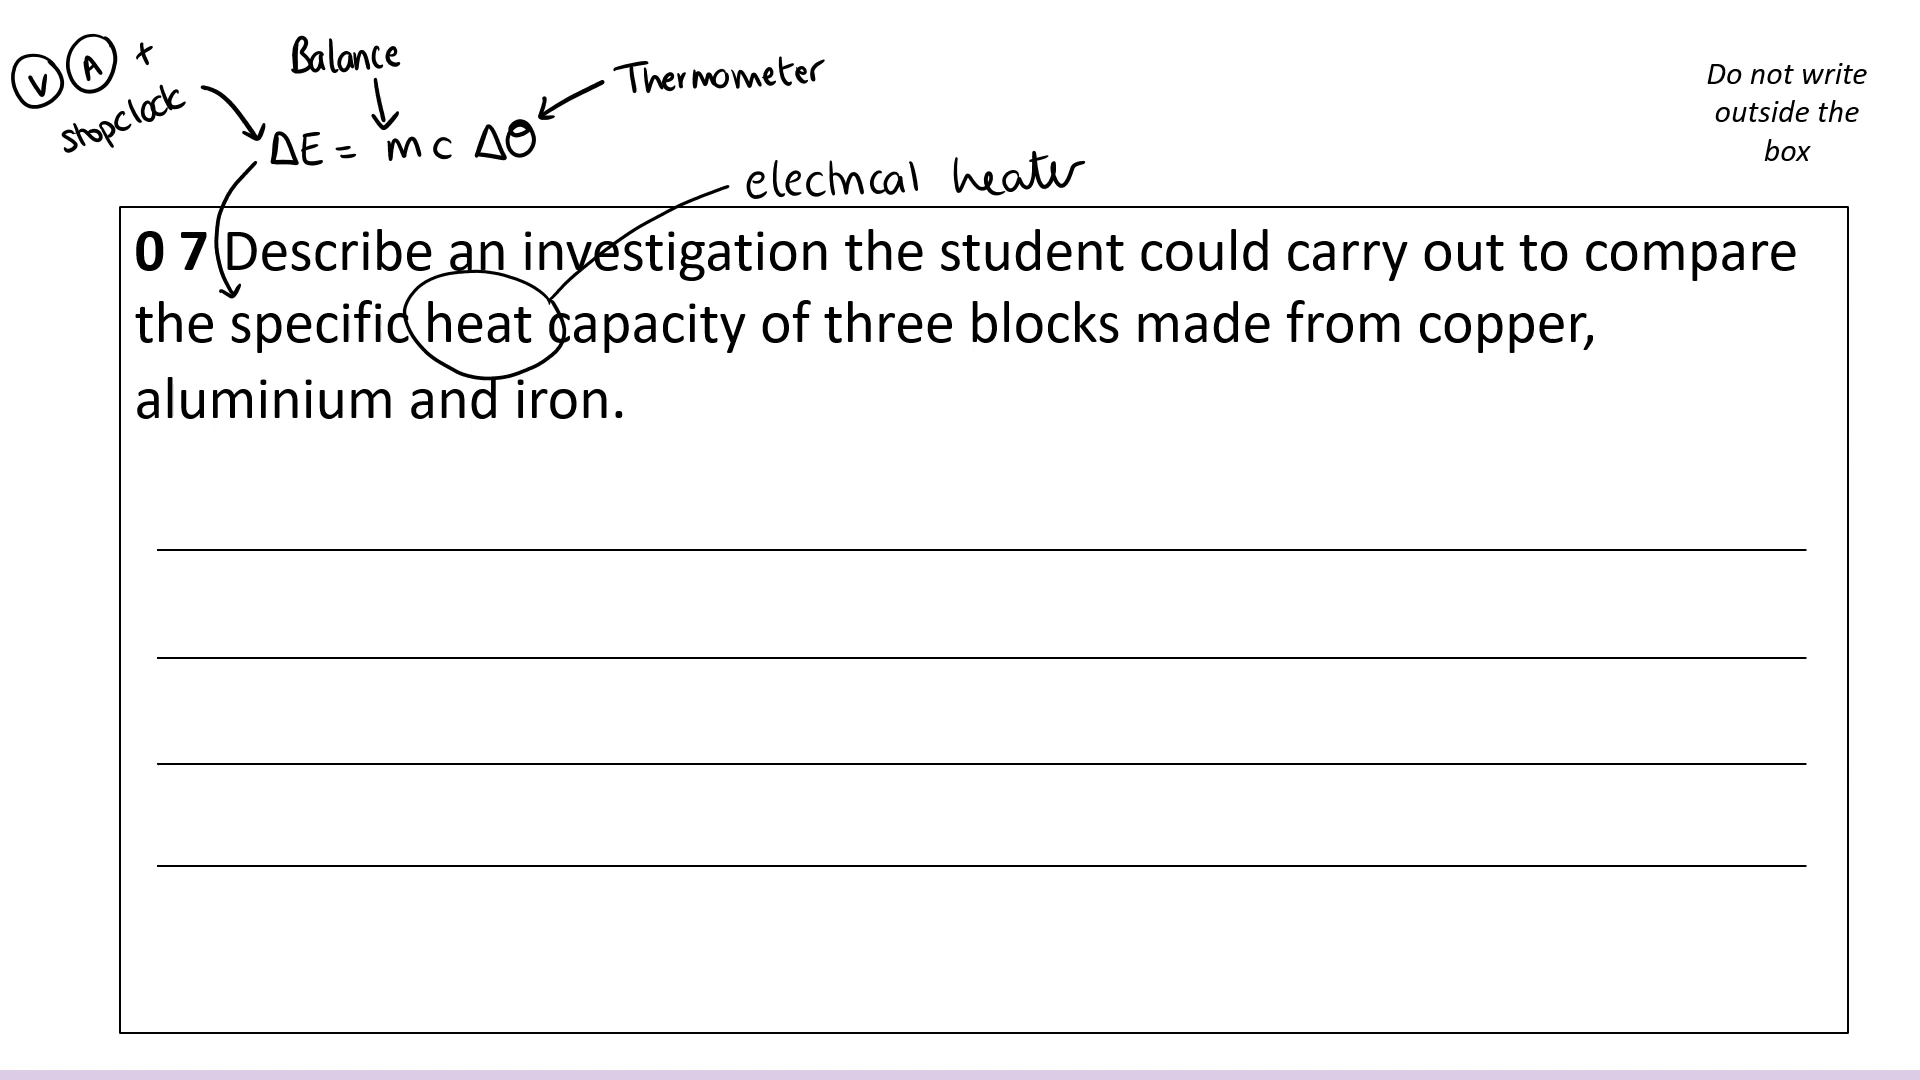 V A +
stopclock
Balance
Thermometer
ΔE = mc Δθ
electrical heater
Do not write
outside the
box
0 7 Describe an investigation the student could carry out to compare
the specific heat capacity of three blocks made from copper,
aluminium and iron.